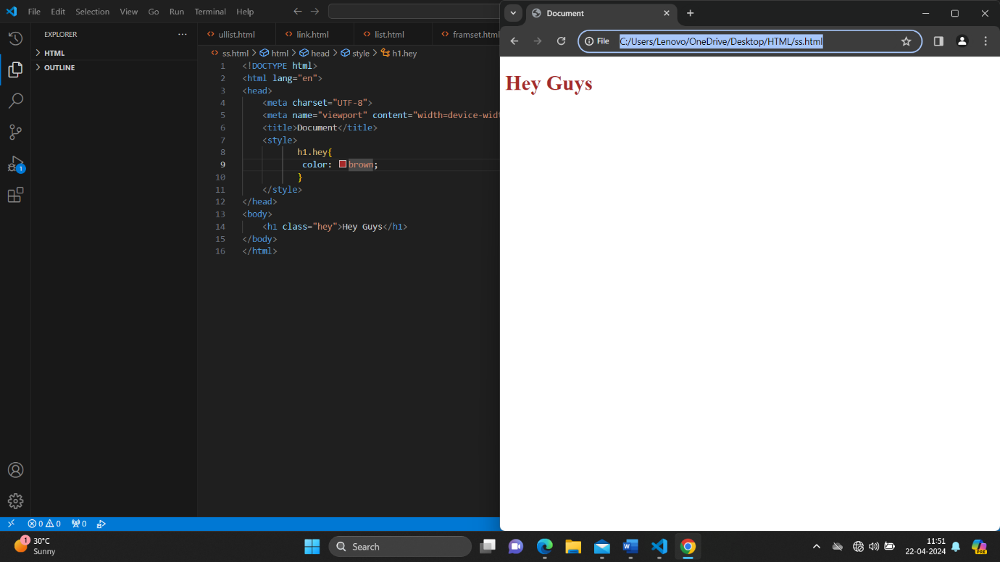 File Edit Selection View Go Run Terminal Help
EXPLORER
HTML
OUTLINE
ullist.html link.html list.html framset.html
ss.html > html > head > style > h1.hey
1 <!DOCTYPE html>
2 <html lang="en">
3 <head>
4 <meta charset="UTF-8">
5 <meta name="viewport" content="width=device-widt
6 <title>Document</title>
7 <style>
8 h1.hey{
9 color: brown;
10 }
11 </style>
12 </head>
13 <body>
14 <h1 class="hey">Hey Guys</h1>
15 </body>
16 </html>
1
0 0 0
Document
File C:/Users/Lenovo/OneDrive/Desktop/HTML/ss.html
Hey Guys
1
30°C
Sunny
Search
11:51
22-04-2024
PRE